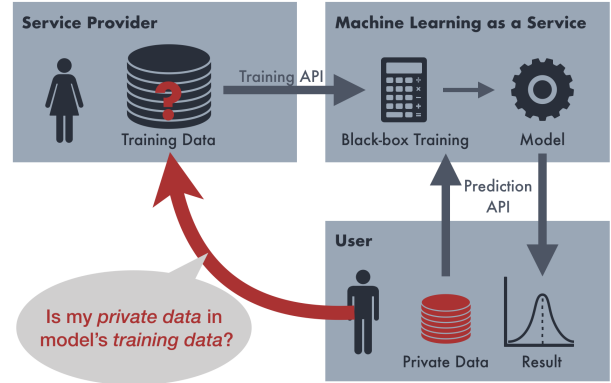 Service Provider
Machine Learning as a Service
?
Training API
Training Data
Black-box Training
Model
Prediction
API
User
Is my private data in
model's training data?
Private Data
Result